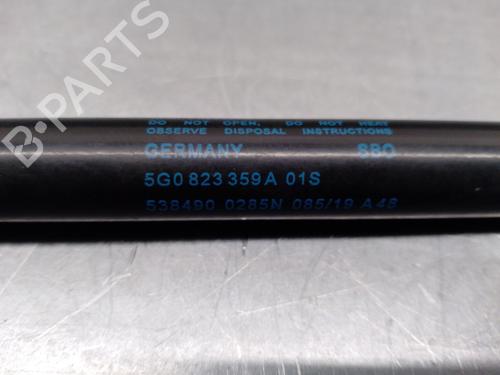 DO NOT OPEN, DO NOT HEAT
OBSERVE DISPOSAL INSTRUCTIONS
GERMANY SBO
5G0 823 359 A 01S
538490 0285N 085/19 A48
B-PARTS